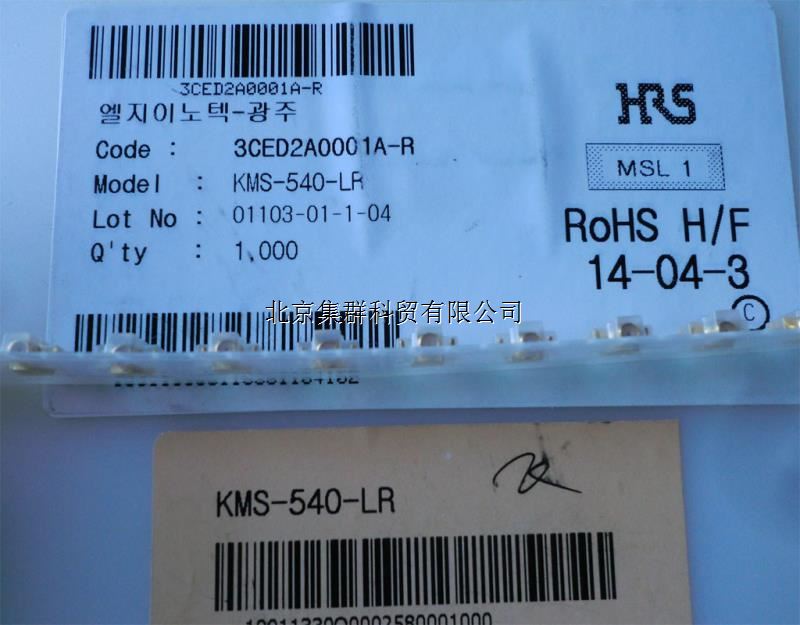 3CED2A0001A-R
엘지이노텍-광주
HRS
Code : 3CED2A0001A-R
MSL 1
Model : KMS-540-LR
Lot No : 01103-01-1-04
RoHS H/F
Q'ty : 1,000
14-04-3
C
北京集群科贸有限公司
KMS-540-LR